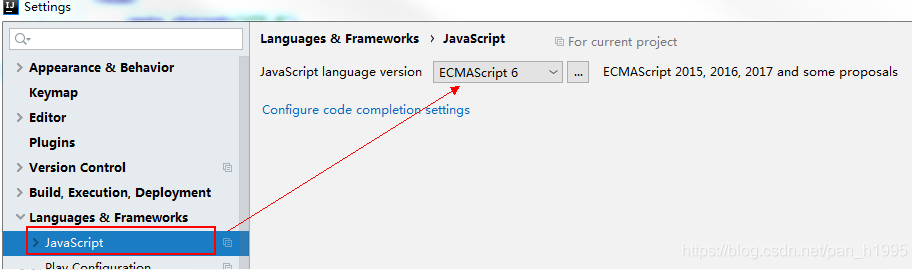 IJ Settings
Languages & Frameworks › JavaScript For current project
Appearance & Behavior
JavaScript language version ECMAScript 6 ... ECMAScript 2015, 2016, 2017 and some proposals
Keymap
Configure code completion settings
Editor
Plugins
Version Control
Build, Execution, Deployment
Languages & Frameworks
JavaScript
Play Configuration
https://blog.csdn.net/pan_h1995